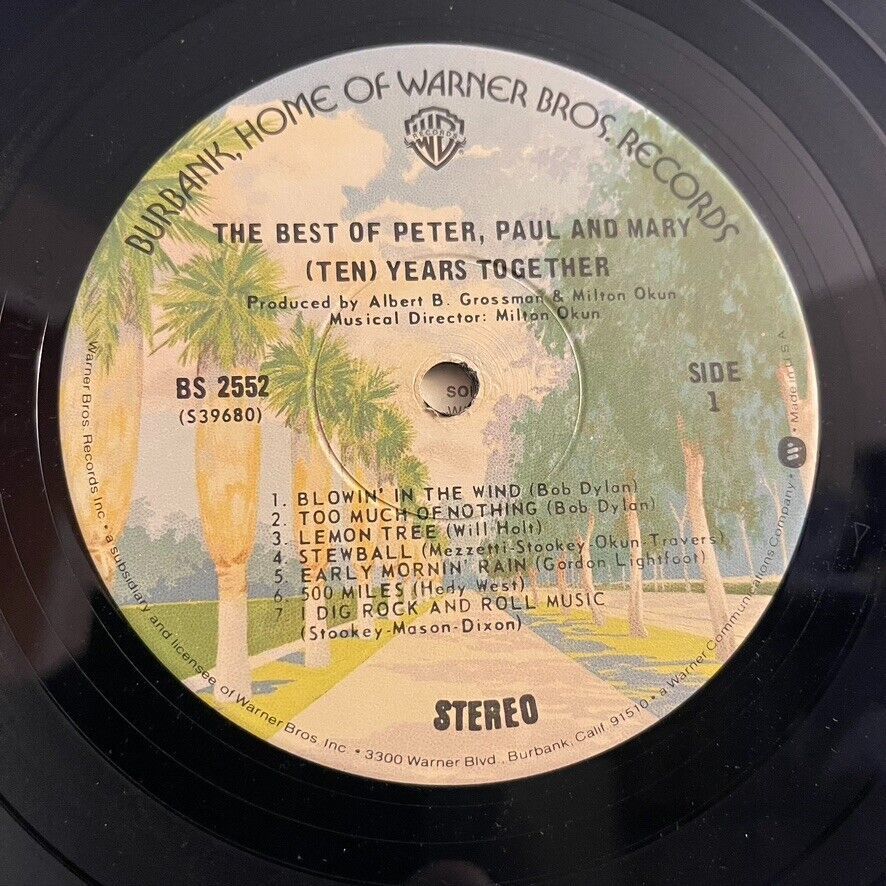 BURBANK, HOME OF WARNER BROS. RECORDS
RECORDS
THE BEST OF PETER, PAUL AND MARY
(TEN) YEARS TOGETHER
Produced by Albert B. Grossman & Milton Okun
Musical Director: Milton Okun
BS 2552
(S39680)
SIDE
1
SO
1. BLOWIN' IN THE WIND (Bob Dylan)
2. TOO MUCH OF NOTHING (Bob Dylan)
3. LEMON TREE (Will Holt)
4. STEWBALL (Mezzetti-Stookey-Okun-Travers)
5. EARLY MORNIN' RAIN (Gordon Lightfoot)
6. 500 MILES (Hedy West)
7 I DIG ROCK AND ROLL MUSIC
(Stookey-Mason-Dixon)
STEREO
Warner Bros. Records Inc. • a subsidiary and licensee of Warner Bros. Inc. • 3300 Warner Blvd., Burbank, Calif. 91510 • a Warner Communications Company • Made in